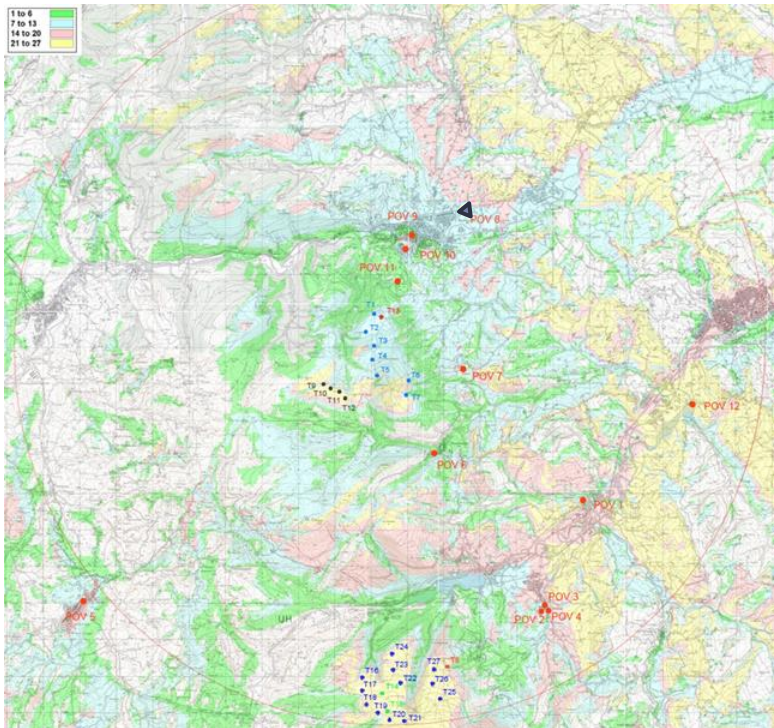 1 to 6
7 to 13
14 to 20
21 to 27
POV 9
POV 8
POV 10
POV 11
T1
T13
T2
T3
T4
T5
T9
T6
POV 7
T10
T11
T7
T12
POV 12
POV 6
POV 1
POV 3
POV 5
POV 2
POV 4
UH
T24
T23
T27
T8
T16
T22
T26
T17
T18
T25
T19
T20
T21